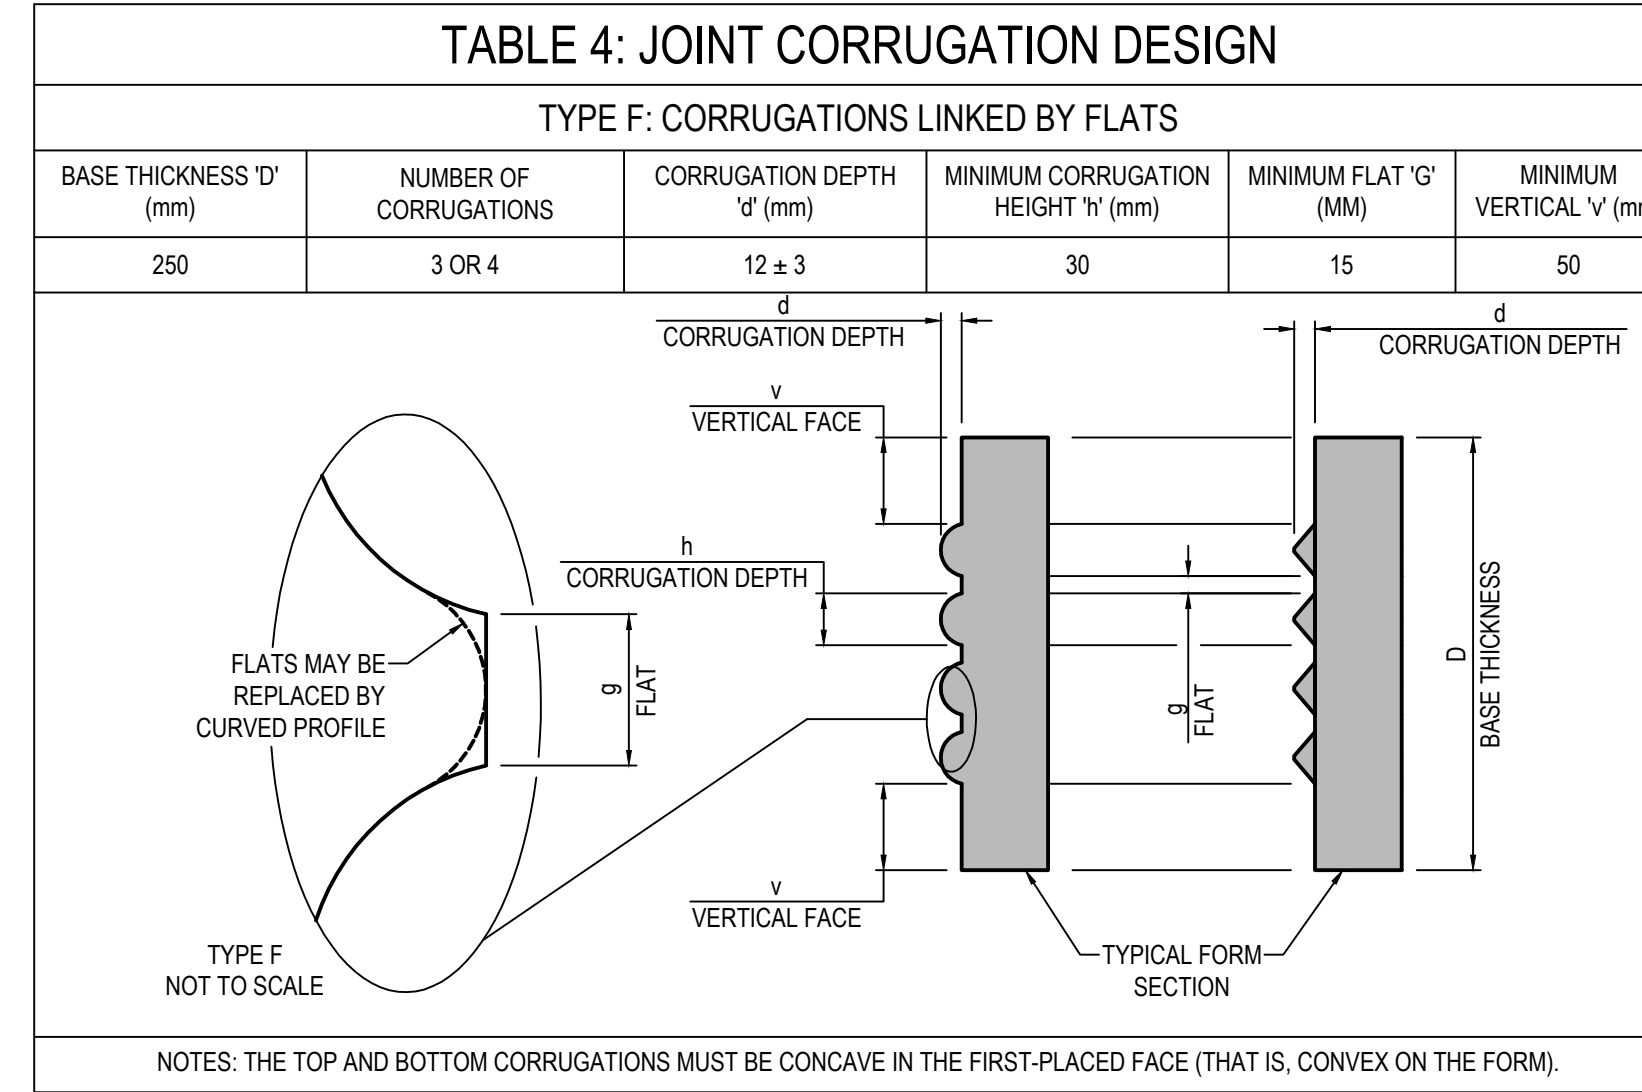 TABLE 4: JOINT CORRUGATION DESIGN
TYPE F: CORRUGATIONS LINKED BY FLATS
BASE THICKNESS 'D'
(mm)
NUMBER OF
CORRUGATIONS
CORRUGATION DEPTH
'd' (mm)
MINIMUM CORRUGATION
HEIGHT 'h' (mm)
MINIMUM FLAT 'G'
(MM)
MINIMUM
VERTICAL 'v' (m
250
3 OR 4
12 ± 3
30
15
50
d
CORRUGATION DEPTH
d
CORRUGATION DEPTH
v
VERTICAL FACE
h
CORRUGATION DEPTH
FLATS MAY BE
REPLACED BY
CURVED PROFILE
g
FLAT
g
FLAT
D
BASE THICKNESS
v
VERTICAL FACE
TYPE F
NOT TO SCALE
TYPICAL FORM
SECTION
NOTES: THE TOP AND BOTTOM CORRUGATIONS MUST BE CONCAVE IN THE FIRST-PLACED FACE (THAT IS, CONVEX ON THE FORM).